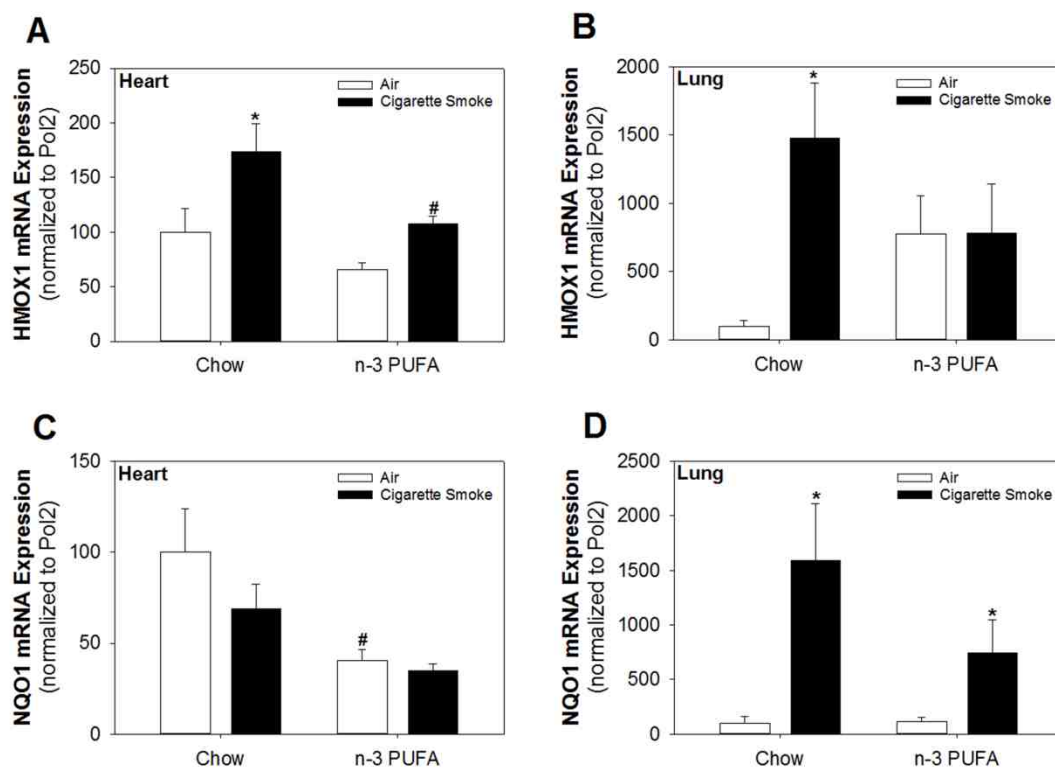 A
HMOX1 mRNA Expression
(normalized to Pol2)
250
200
150
100
50
0
Heart
Air
Cigarette Smoke
*
#
Chow
n-3 PUFA
B
HMOX1 mRNA Expression
(normalized to Pol2)
2000
1500
1000
500
0
Lung
Air
Cigarette Smoke
*
Chow
n-3 PUFA
C
NQO1 mRNA Expression
(normalized to Pol2)
150
100
50
0
Heart
Air
Cigarette Smoke
#
Chow
n-3 PUFA
D
NQO1 mRNA Expression
(normalized to Pol2)
2500
2000
1500
1000
500
0
Lung
Air
Cigarette Smoke
*
*
Chow
n-3 PUFA